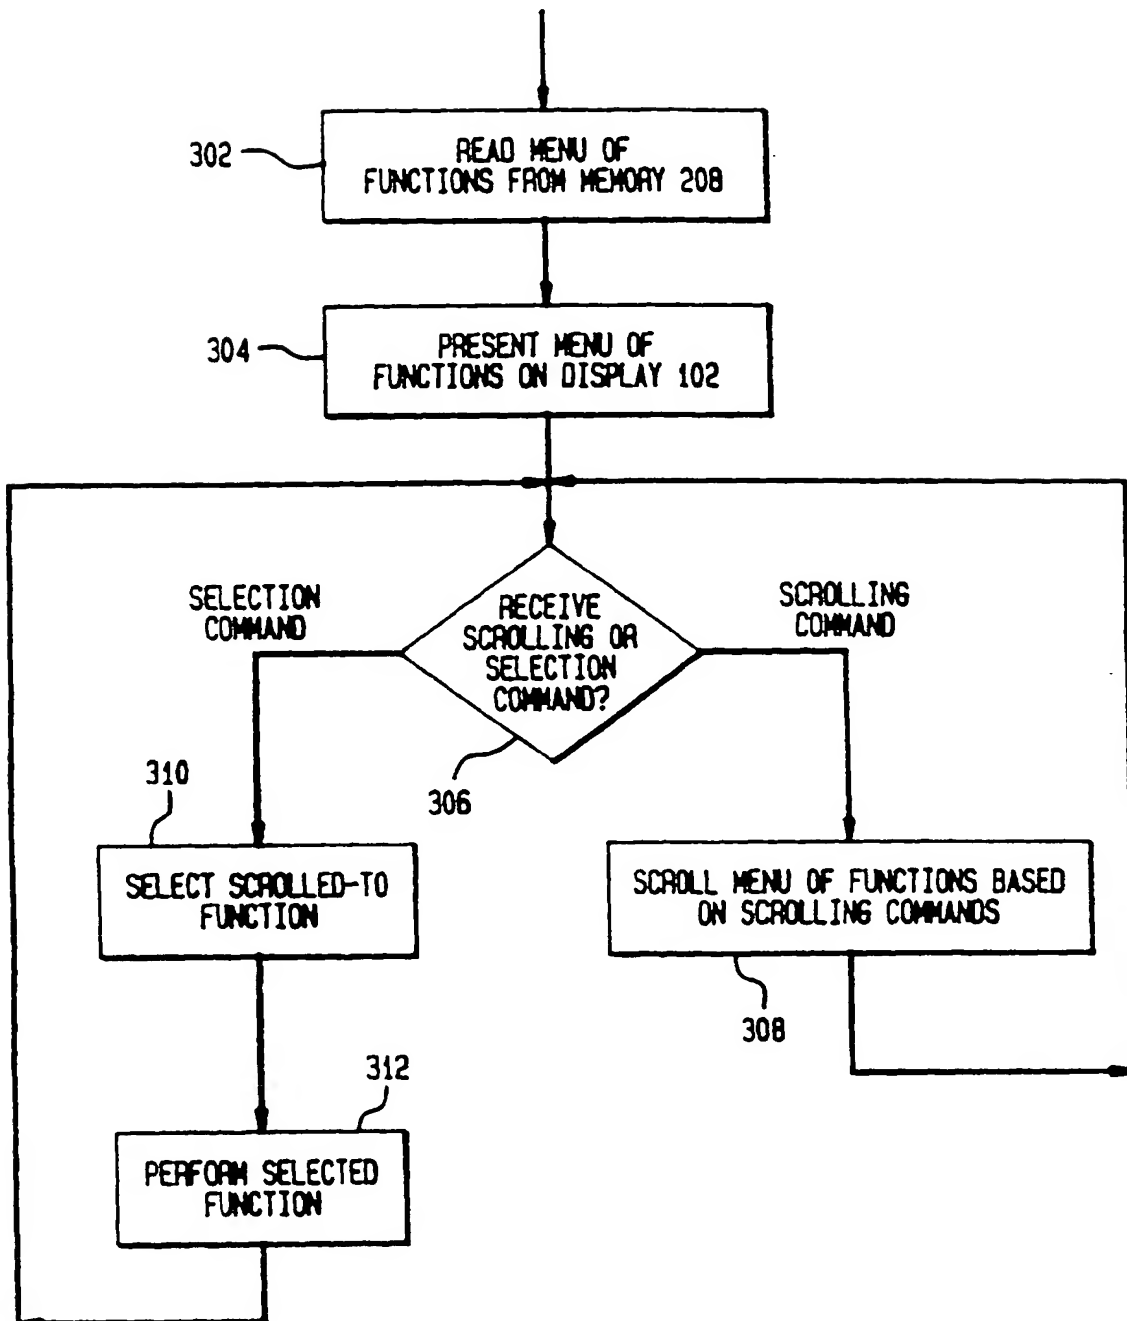 302
READ MENU OF
FUNCTIONS FROM MEMORY 208
304
PRESENT MENU OF
FUNCTIONS ON DISPLAY 102
SELECTION
COMMAND
RECEIVE
SCROLLING OR
SELECTION
COMMAND?
SCROLLING
COMMAND
306
310
SELECT SCROLLED-TO
FUNCTION
SCROLL MENU OF FUNCTIONS BASED
ON SCROLLING COMMANDS
308
312
PERFORM SELECTED
FUNCTION